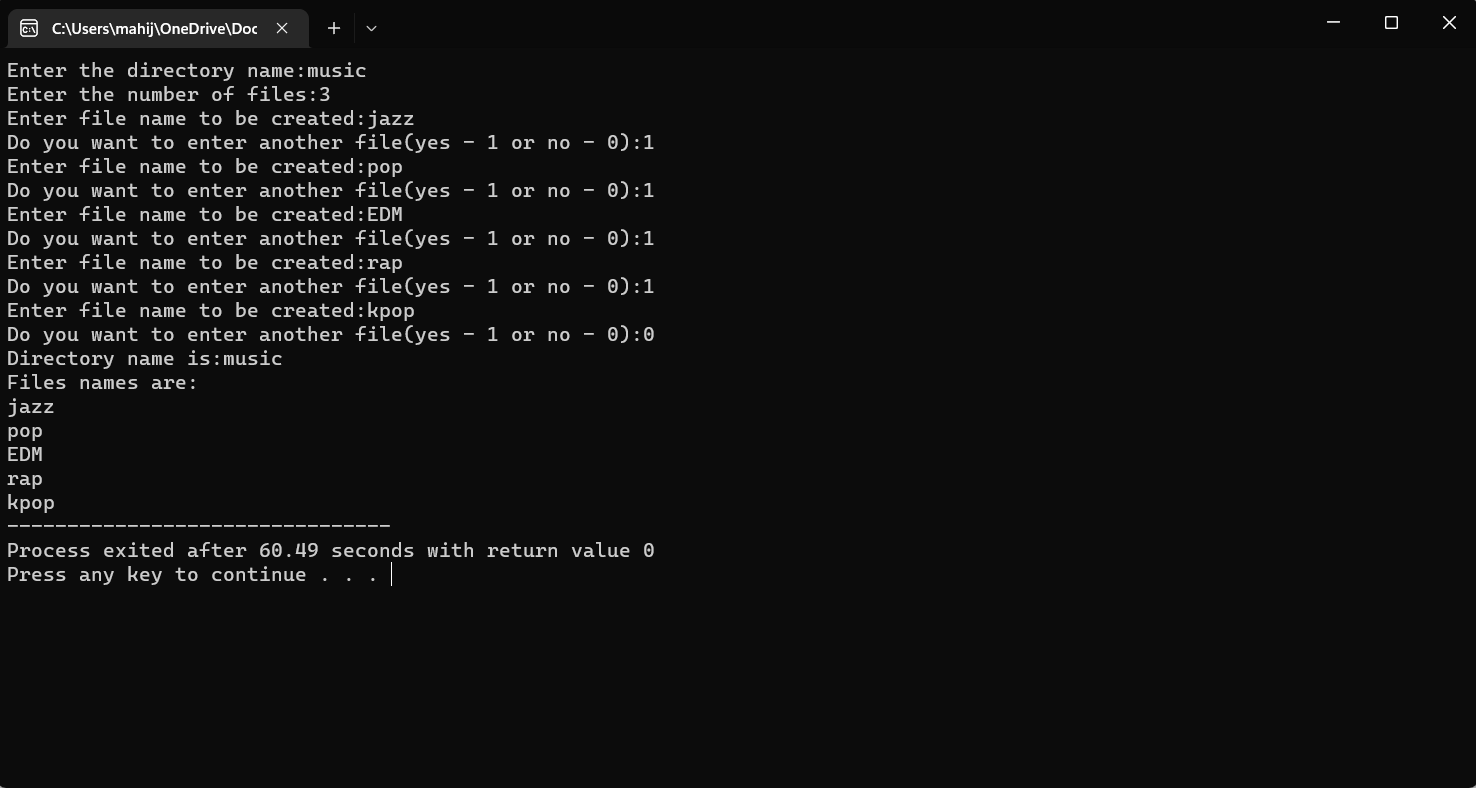 C:\Users\mahij\OneDrive\Doc
Enter the directory name:music
Enter the number of files:3
Enter file name to be created:jazz
Do you want to enter another file(yes - 1 or no - 0):1
Enter file name to be created:pop
Do you want to enter another file(yes - 1 or no - 0):1
Enter file name to be created:EDM
Do you want to enter another file(yes - 1 or no - 0):1
Enter file name to be created:rap
Do you want to enter another file(yes - 1 or no - 0):1
Enter file name to be created:kpop
Do you want to enter another file(yes - 1 or no - 0):0
Directory name is:music
Files names are:
jazz
pop
EDM
rap
kpop
--------------------------------
Process exited after 60.49 seconds with return value 0
Press any key to continue . . .